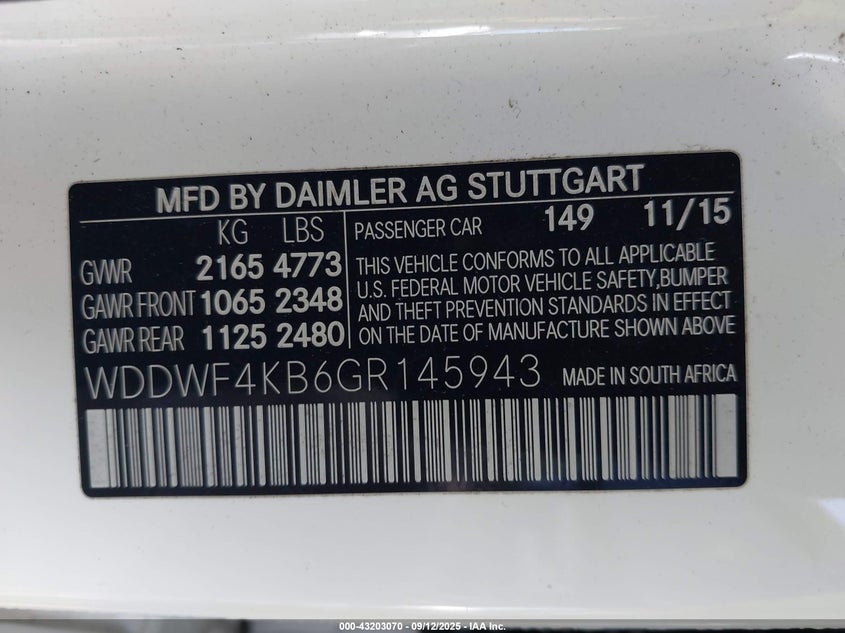 MFD BY DAIMLER AG STUTTGART
KG LBS
GVWR 2165 4773
GAWR FRONT 1065 2348
GAWR REAR 1125 2480
PASSENGER CAR 149 11/15
THIS VEHICLE CONFORMS TO ALL APPLICABLE
U.S. FEDERAL MOTOR VEHICLE SAFETY,BUMPER
AND THEFT PREVENTION STANDARDS IN EFFECT
ON THE DATE OF MANUFACTURE SHOWN ABOVE
WDDWF4KB6GR145943 MADE IN SOUTH AFRICA
000-43203070 - 09/12/2025 - IAA Inc.